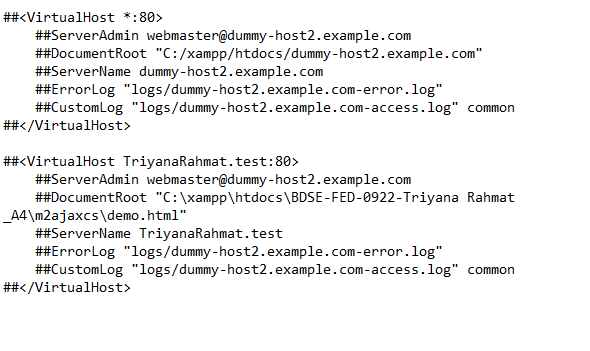 ##<VirtualHost *:80>
    ##ServerAdmin webmaster@dummy-host2.example.com
    ##DocumentRoot "C:/xampp/htdocs/dummy-host2.example.com"
    ##ServerName dummy-host2.example.com
    ##ErrorLog "logs/dummy-host2.example.com-error.log"
    ##CustomLog "logs/dummy-host2.example.com-access.log" common
##</VirtualHost>

##<VirtualHost TriyanaRahmat.test:80>
    ##ServerAdmin webmaster@dummy-host2.example.com
    ##DocumentRoot "C:\xampp\htdocs\BDSE-FED-0922-Triyana Rahmat
_A4\m2ajaxcs\demo.html"
    ##ServerName TriyanaRahmat.test
    ##ErrorLog "logs/dummy-host2.example.com-error.log"
    ##CustomLog "logs/dummy-host2.example.com-access.log" common
##</VirtualHost>